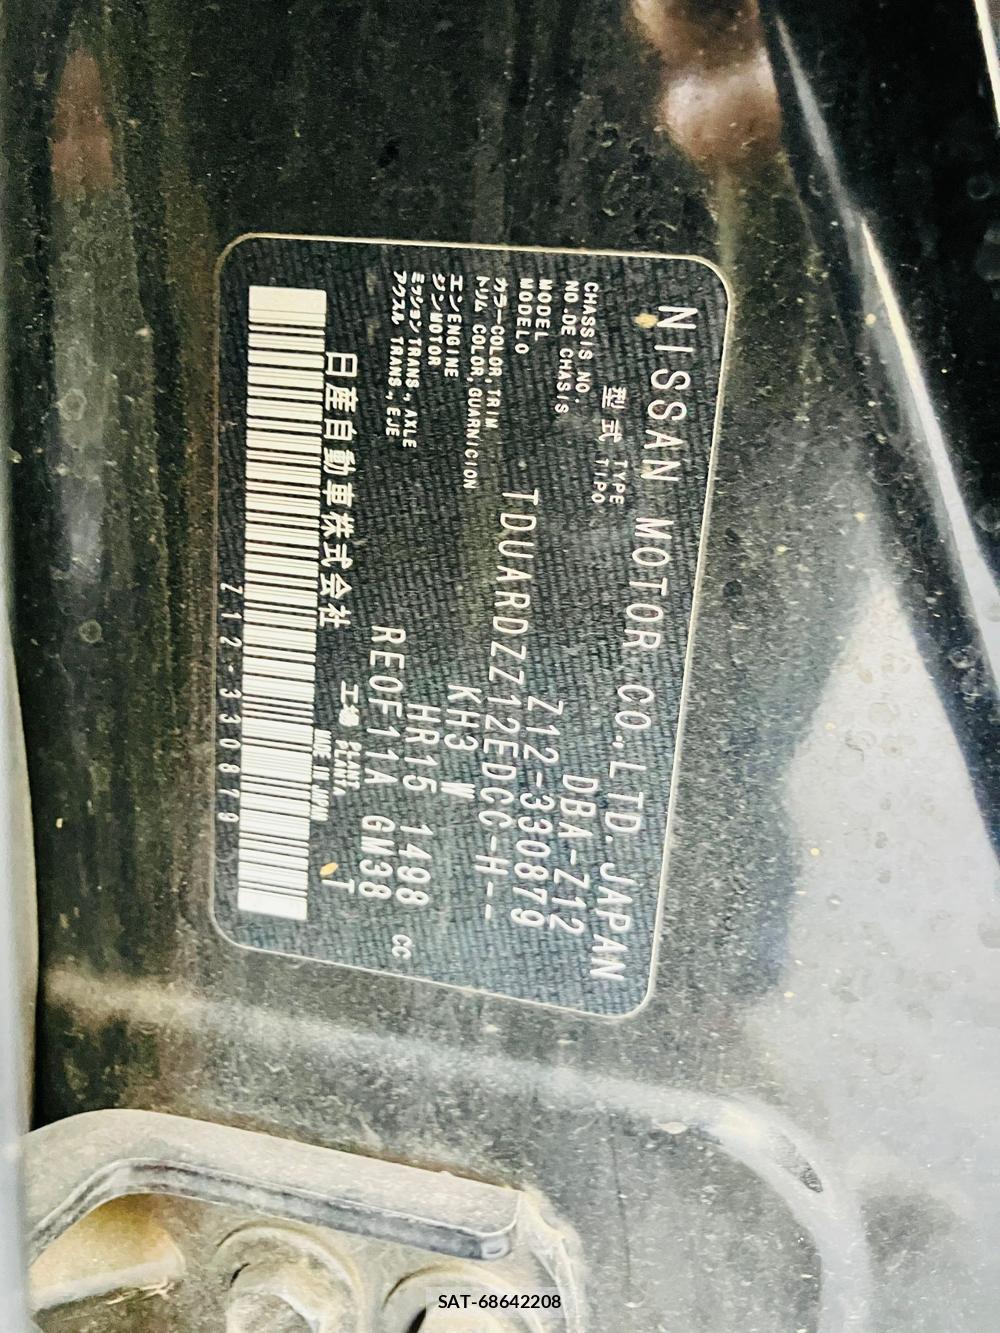 NISSAN MOTOR CO.,LTD. JAPAN
型式 TYPE TIPO DBA-Z12
CHASSIS NO. NO.DE CHASIS Z12-330879
MODEL MODELO TDUARDZZ12EDCC-H--
カラー COLOR,TRIM
トリム COLOR,GUARNICION KH3 W
エンジン ENGINE MOTOR HR15 1498 CC
ミッション TRANS,AXLE
アクスル TRANS,EJE RE0F11A GM38
日産自動車株式会社 工場 PLANT PLANTA T
MADE IN JAPAN
Z12-330879
SAT-68642208